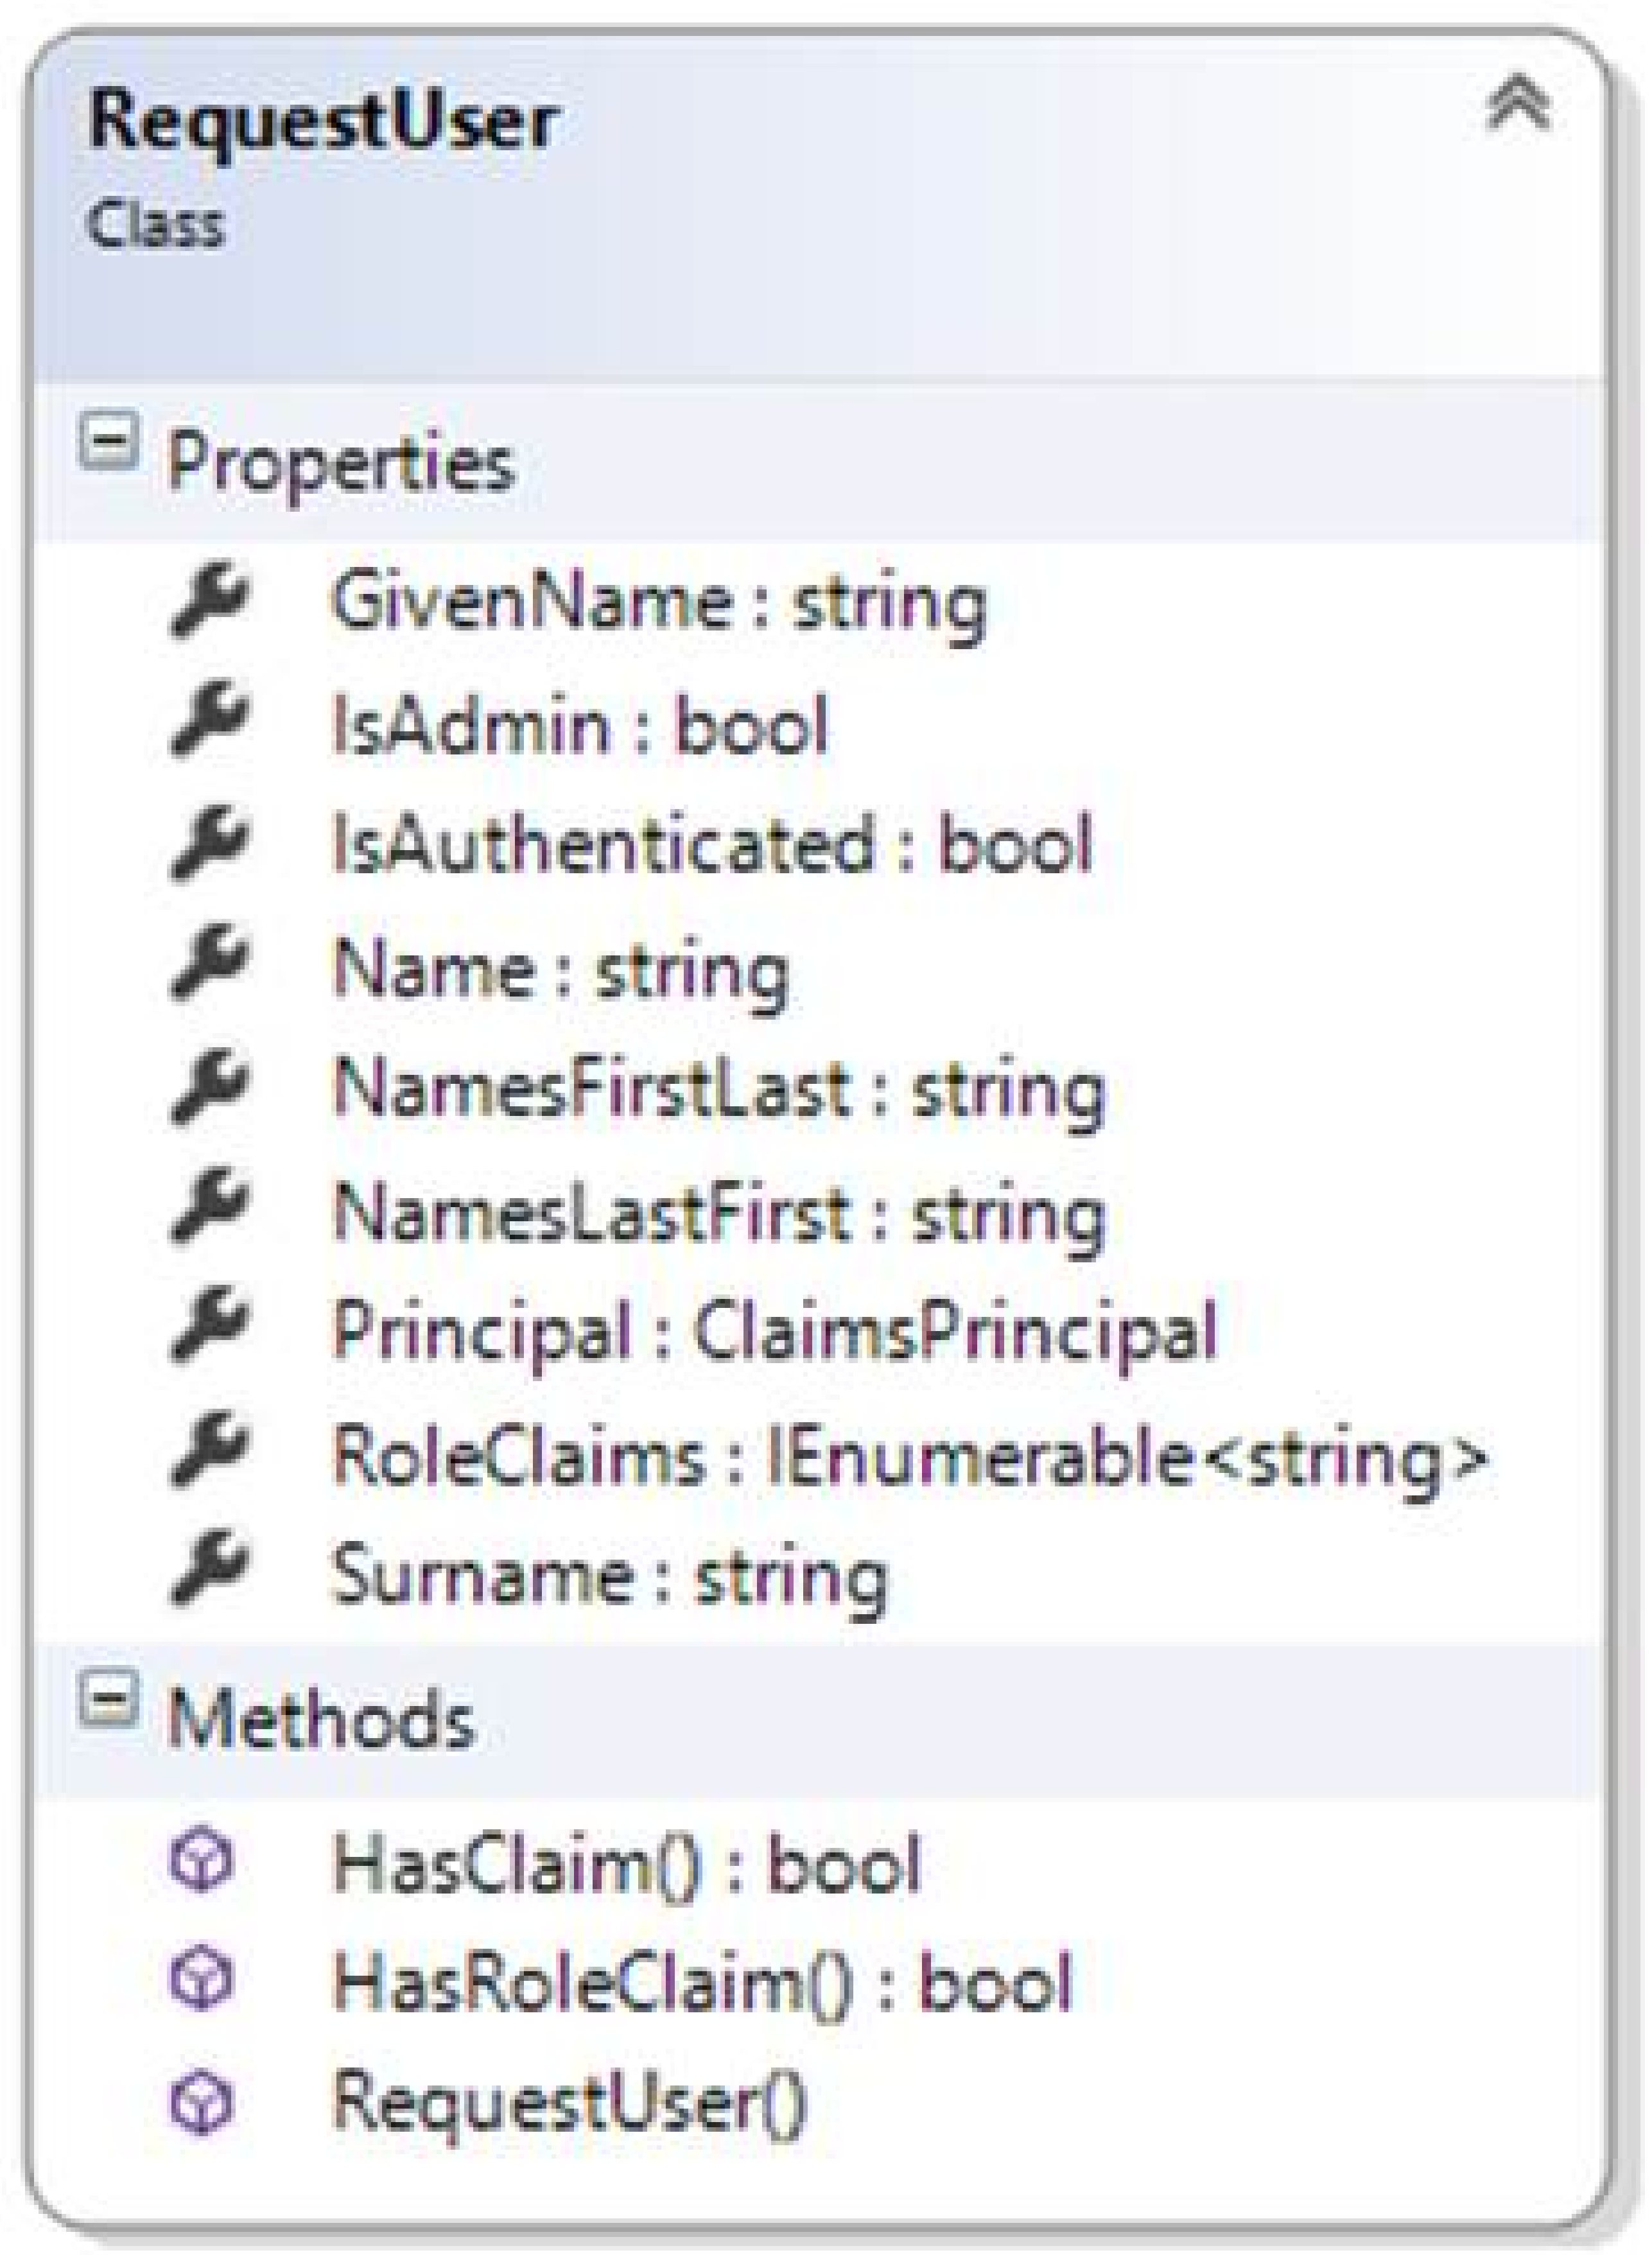 RequestUser
Class
Properties
GivenName : string
IsAdmin : bool
IsAuthenticated : bool
Name : string
NamesFirstLast : string
NamesLastFirst : string
Principal : ClaimsPrincipal
RoleClaims : IEnumerable<string>
Surname : string
Methods
HasClaim() : bool
HasRoleClaim() : bool
RequestUser()